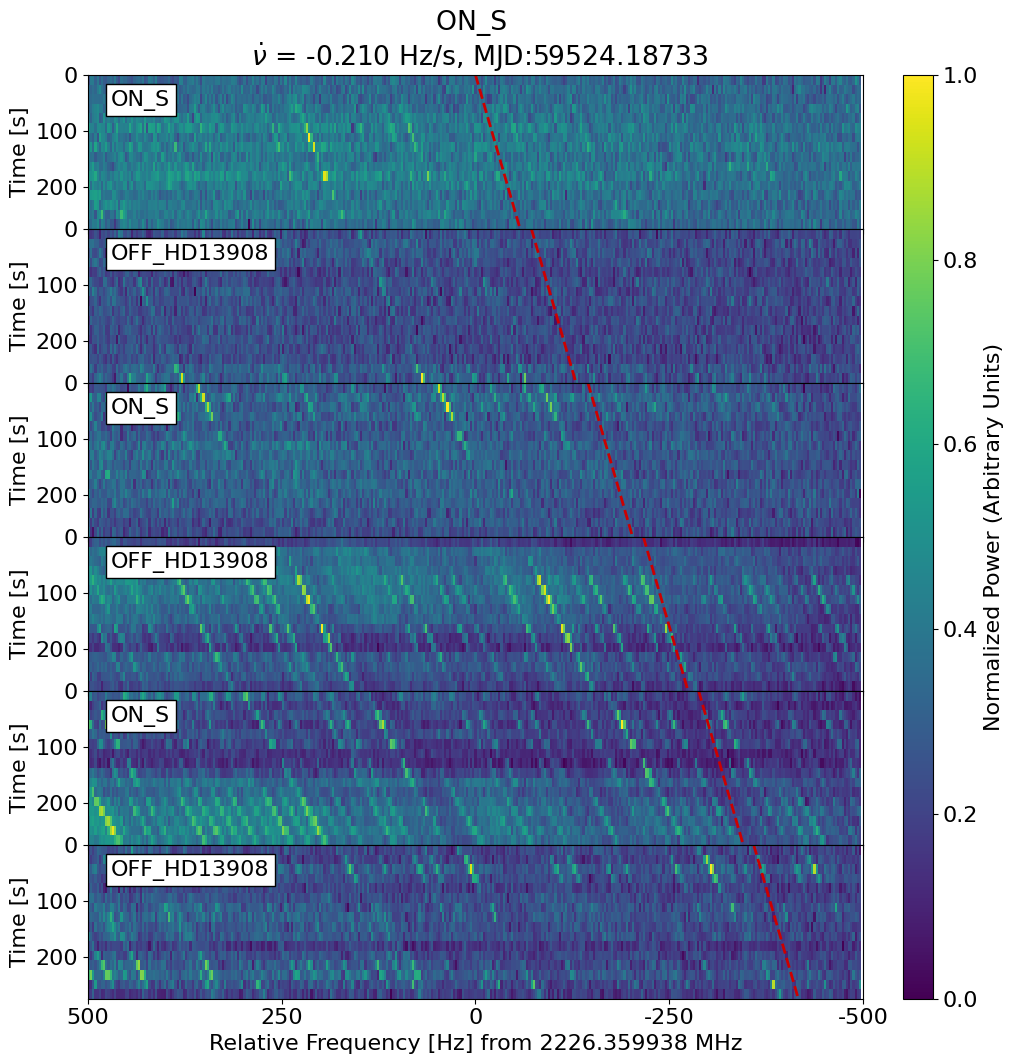 ON_S
ν̇ = -0.210 Hz/s, MJD:59524.18733
0
ON_S
100
200
Time [s]
0
OFF_HD13908
100
200
Time [s]
0
ON_S
100
200
Time [s]
0
OFF_HD13908
100
200
Time [s]
0
ON_S
100
200
Time [s]
0
OFF_HD13908
100
200
Time [s]
500 250 0 -250 -500
Relative Frequency [Hz] from 2226.359938 MHz
1.0
0.8
0.6
0.4
0.2
0.0
Normalized Power (Arbitrary Units)